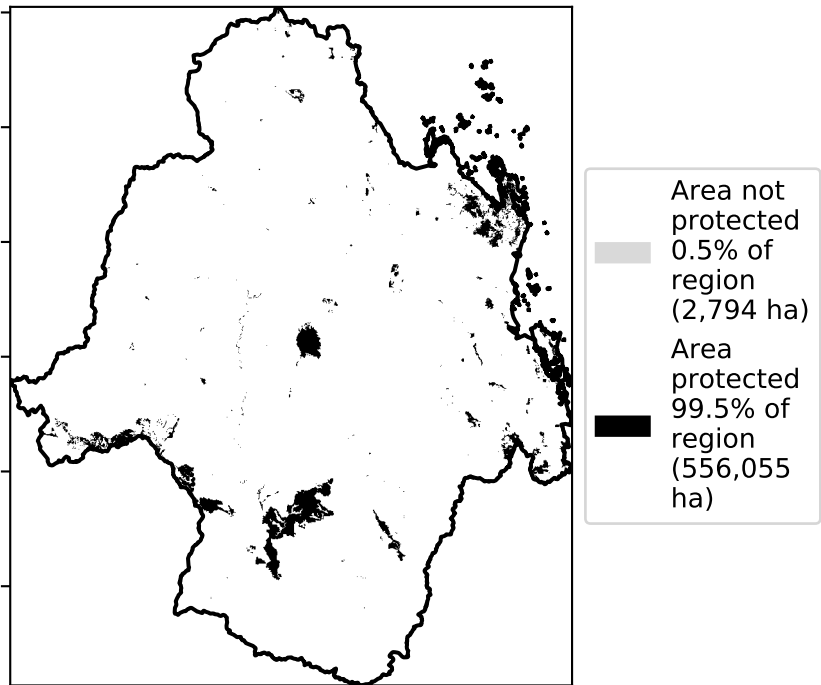 Area not
protected
0.5% of
region
(2,794 ha)
Area
protected
99.5% of
region
(556,055
ha)